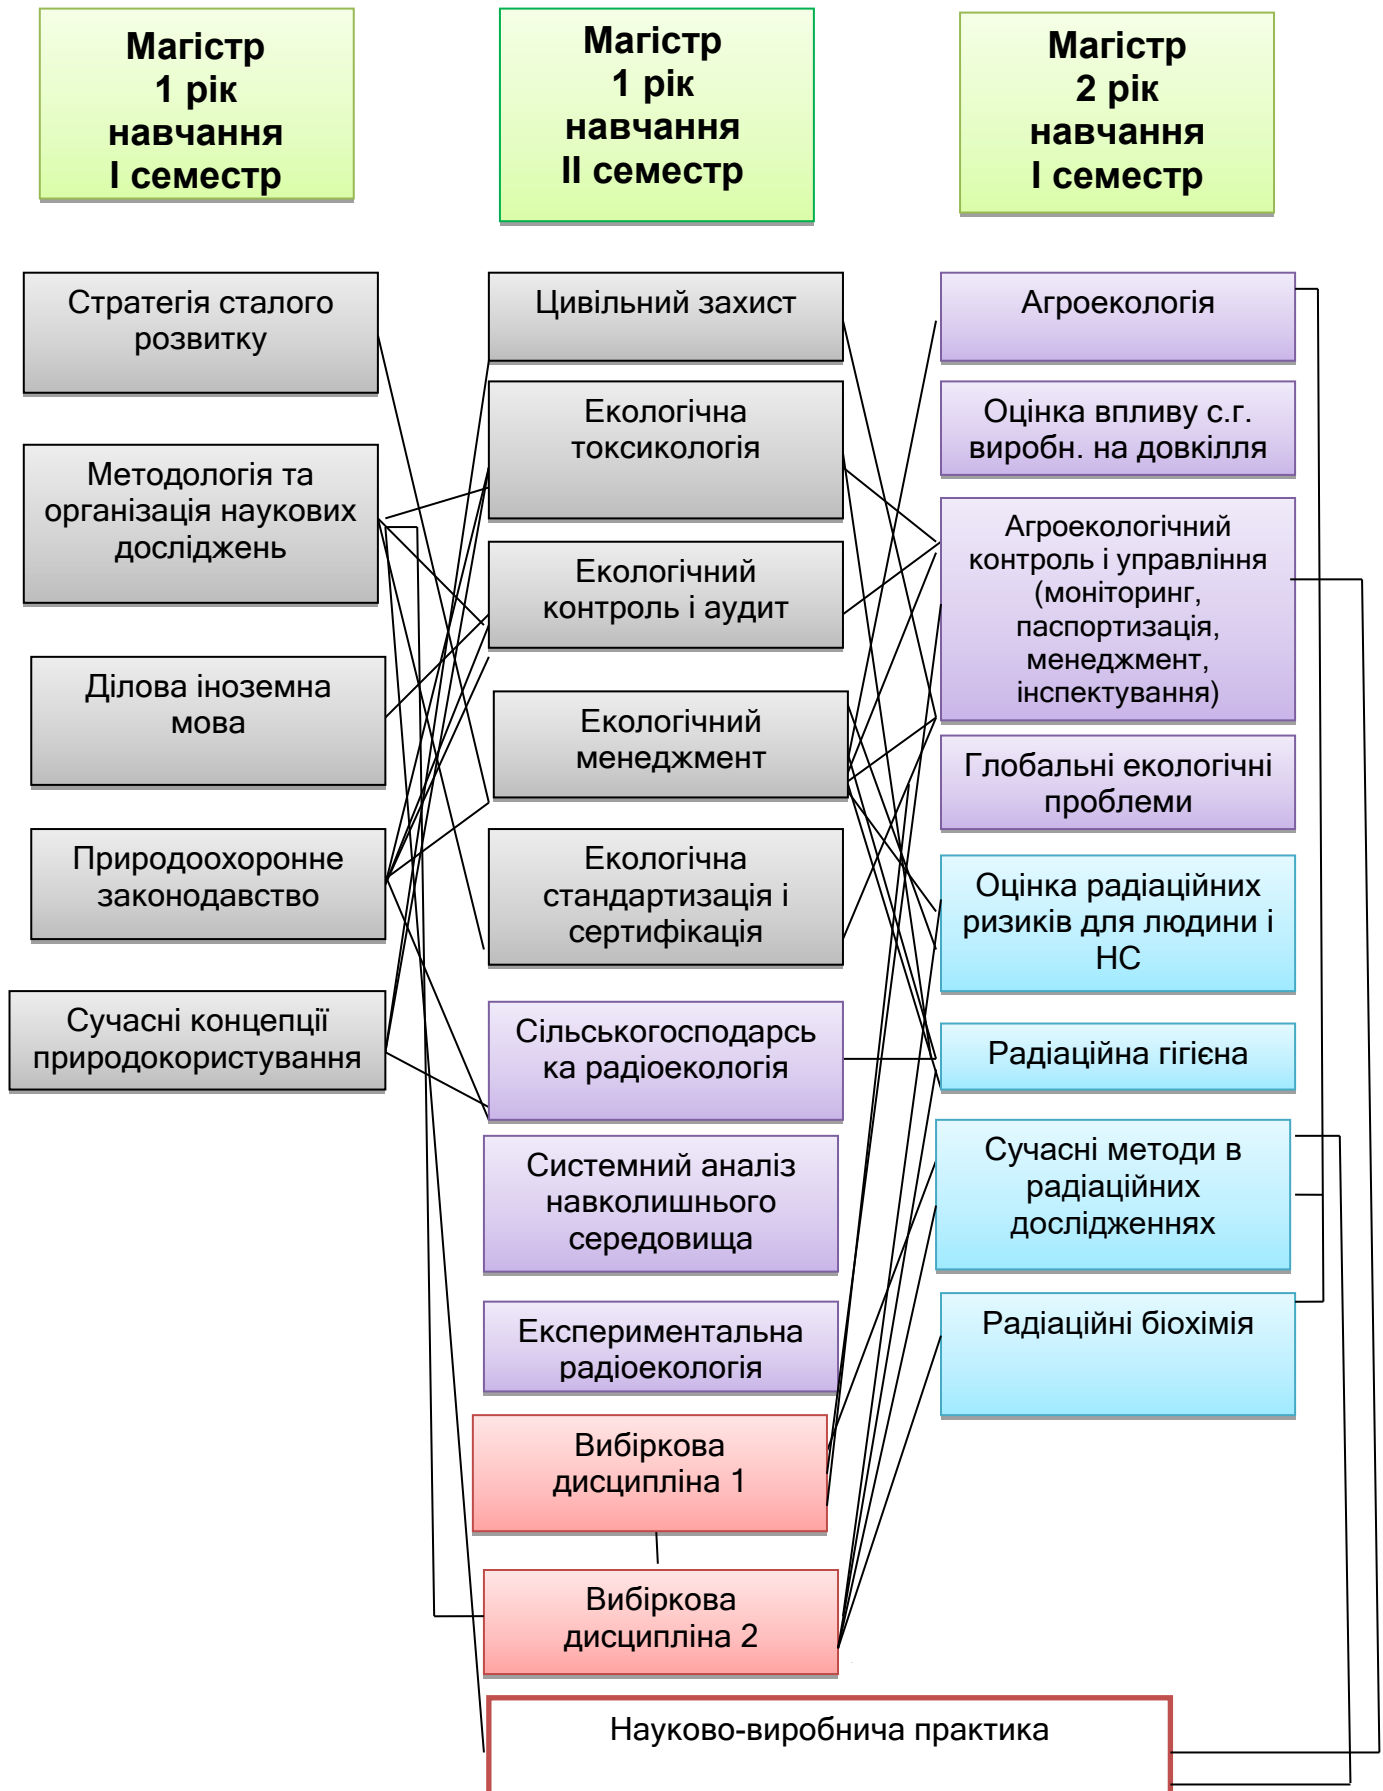 Магістр
1 рік
навчання
І семестр
Магістр
1 рік
навчання
ІІ семестр
Магістр
2 рік
навчання
І семестр
Стратегія сталого
розвитку
Методологія та
організація наукових
досліджень
Ділова іноземна
мова
Природоохоронне
законодавство
Сучасні концепції
природокористування
Цивільний захист
Екологічна
токсикологія
Екологічний
контроль і аудит
Екологічний
менеджмент
Екологічна
стандартизація і
сертифікація
Сільськогосподарсь
ка радіоекологія
Системний аналіз
навколишнього
середовища
Експериментальна
радіоекологія
Вибіркова
дисципліна 1
Вибіркова
дисципліна 2
Агроекологія
Оцінка впливу с.г.
виробн. на довкілля
Агроекологічний
контроль і управління
(моніторинг,
паспортизація,
менеджмент,
інспектування)
Глобальні екологічні
проблеми
Оцінка радіаційних
ризиків для людини і
НС
Радіаційна гігієна
Сучасні методи в
радіаційних
дослідженнях
Радіаційні біохімія
Науково-виробнича практика